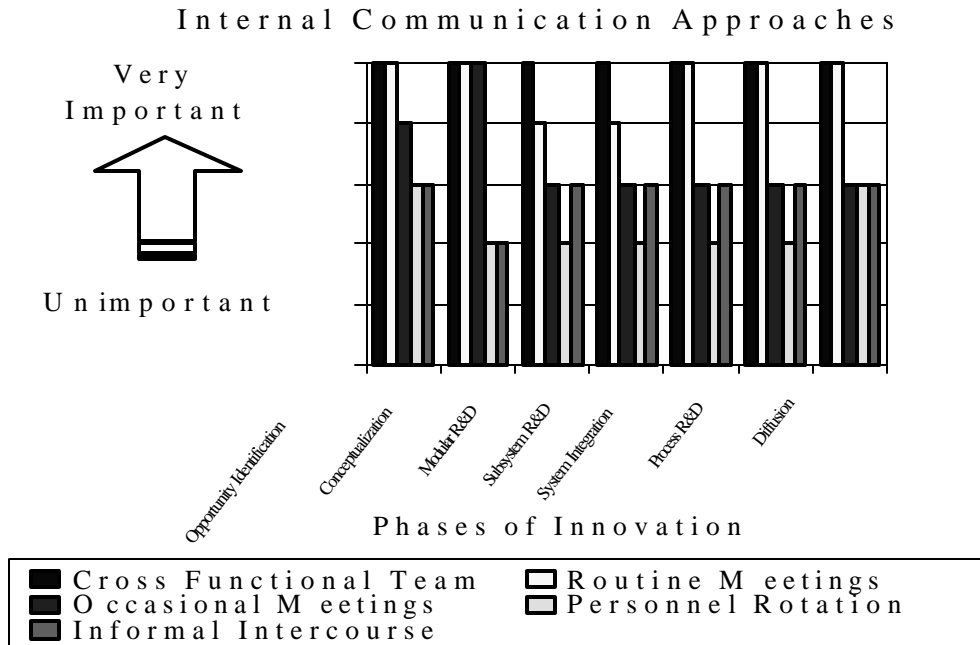 Internal Communication Approaches
Very
Important
Unimportant
Opportunity Identification
Conceptualization
Modular R&D
Subsystem R&D
System Integration
Process R&D
Diffusion
Phases of Innovation
Cross Functional Team
Routine Meetings
Occasional Meetings
Personnel Rotation
Informal Intercourse